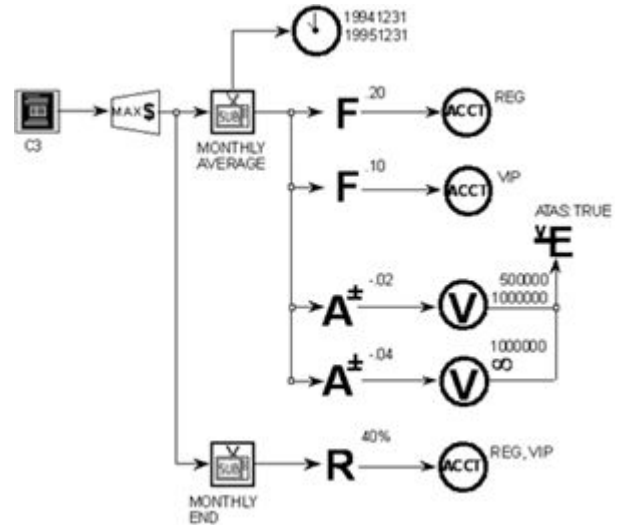 19941231
19951231
C3
MAX $
SUB
MONTHLY
AVERAGE
F .20
ACCT
REG
F .10
ACCT
VIP
ATAS:TRUE
E
A± -.02
V
500000
1000000
A± -.04
V
1000000
∞
SUB
MONTHLY
END
R 40%
ACCT
REG, VIP